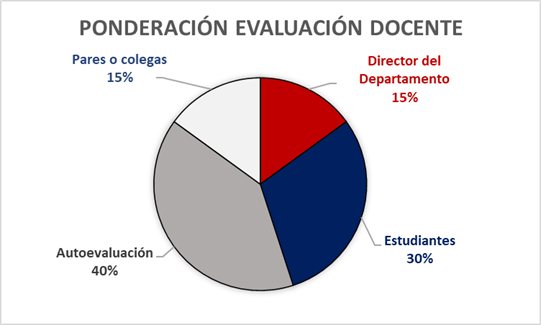 PONDERACIÓN EVALUACIÓN DOCENTE
Pares o colegas
15%
Director del
Departamento
15%
Estudiantes
30%
Autoevaluación
40%